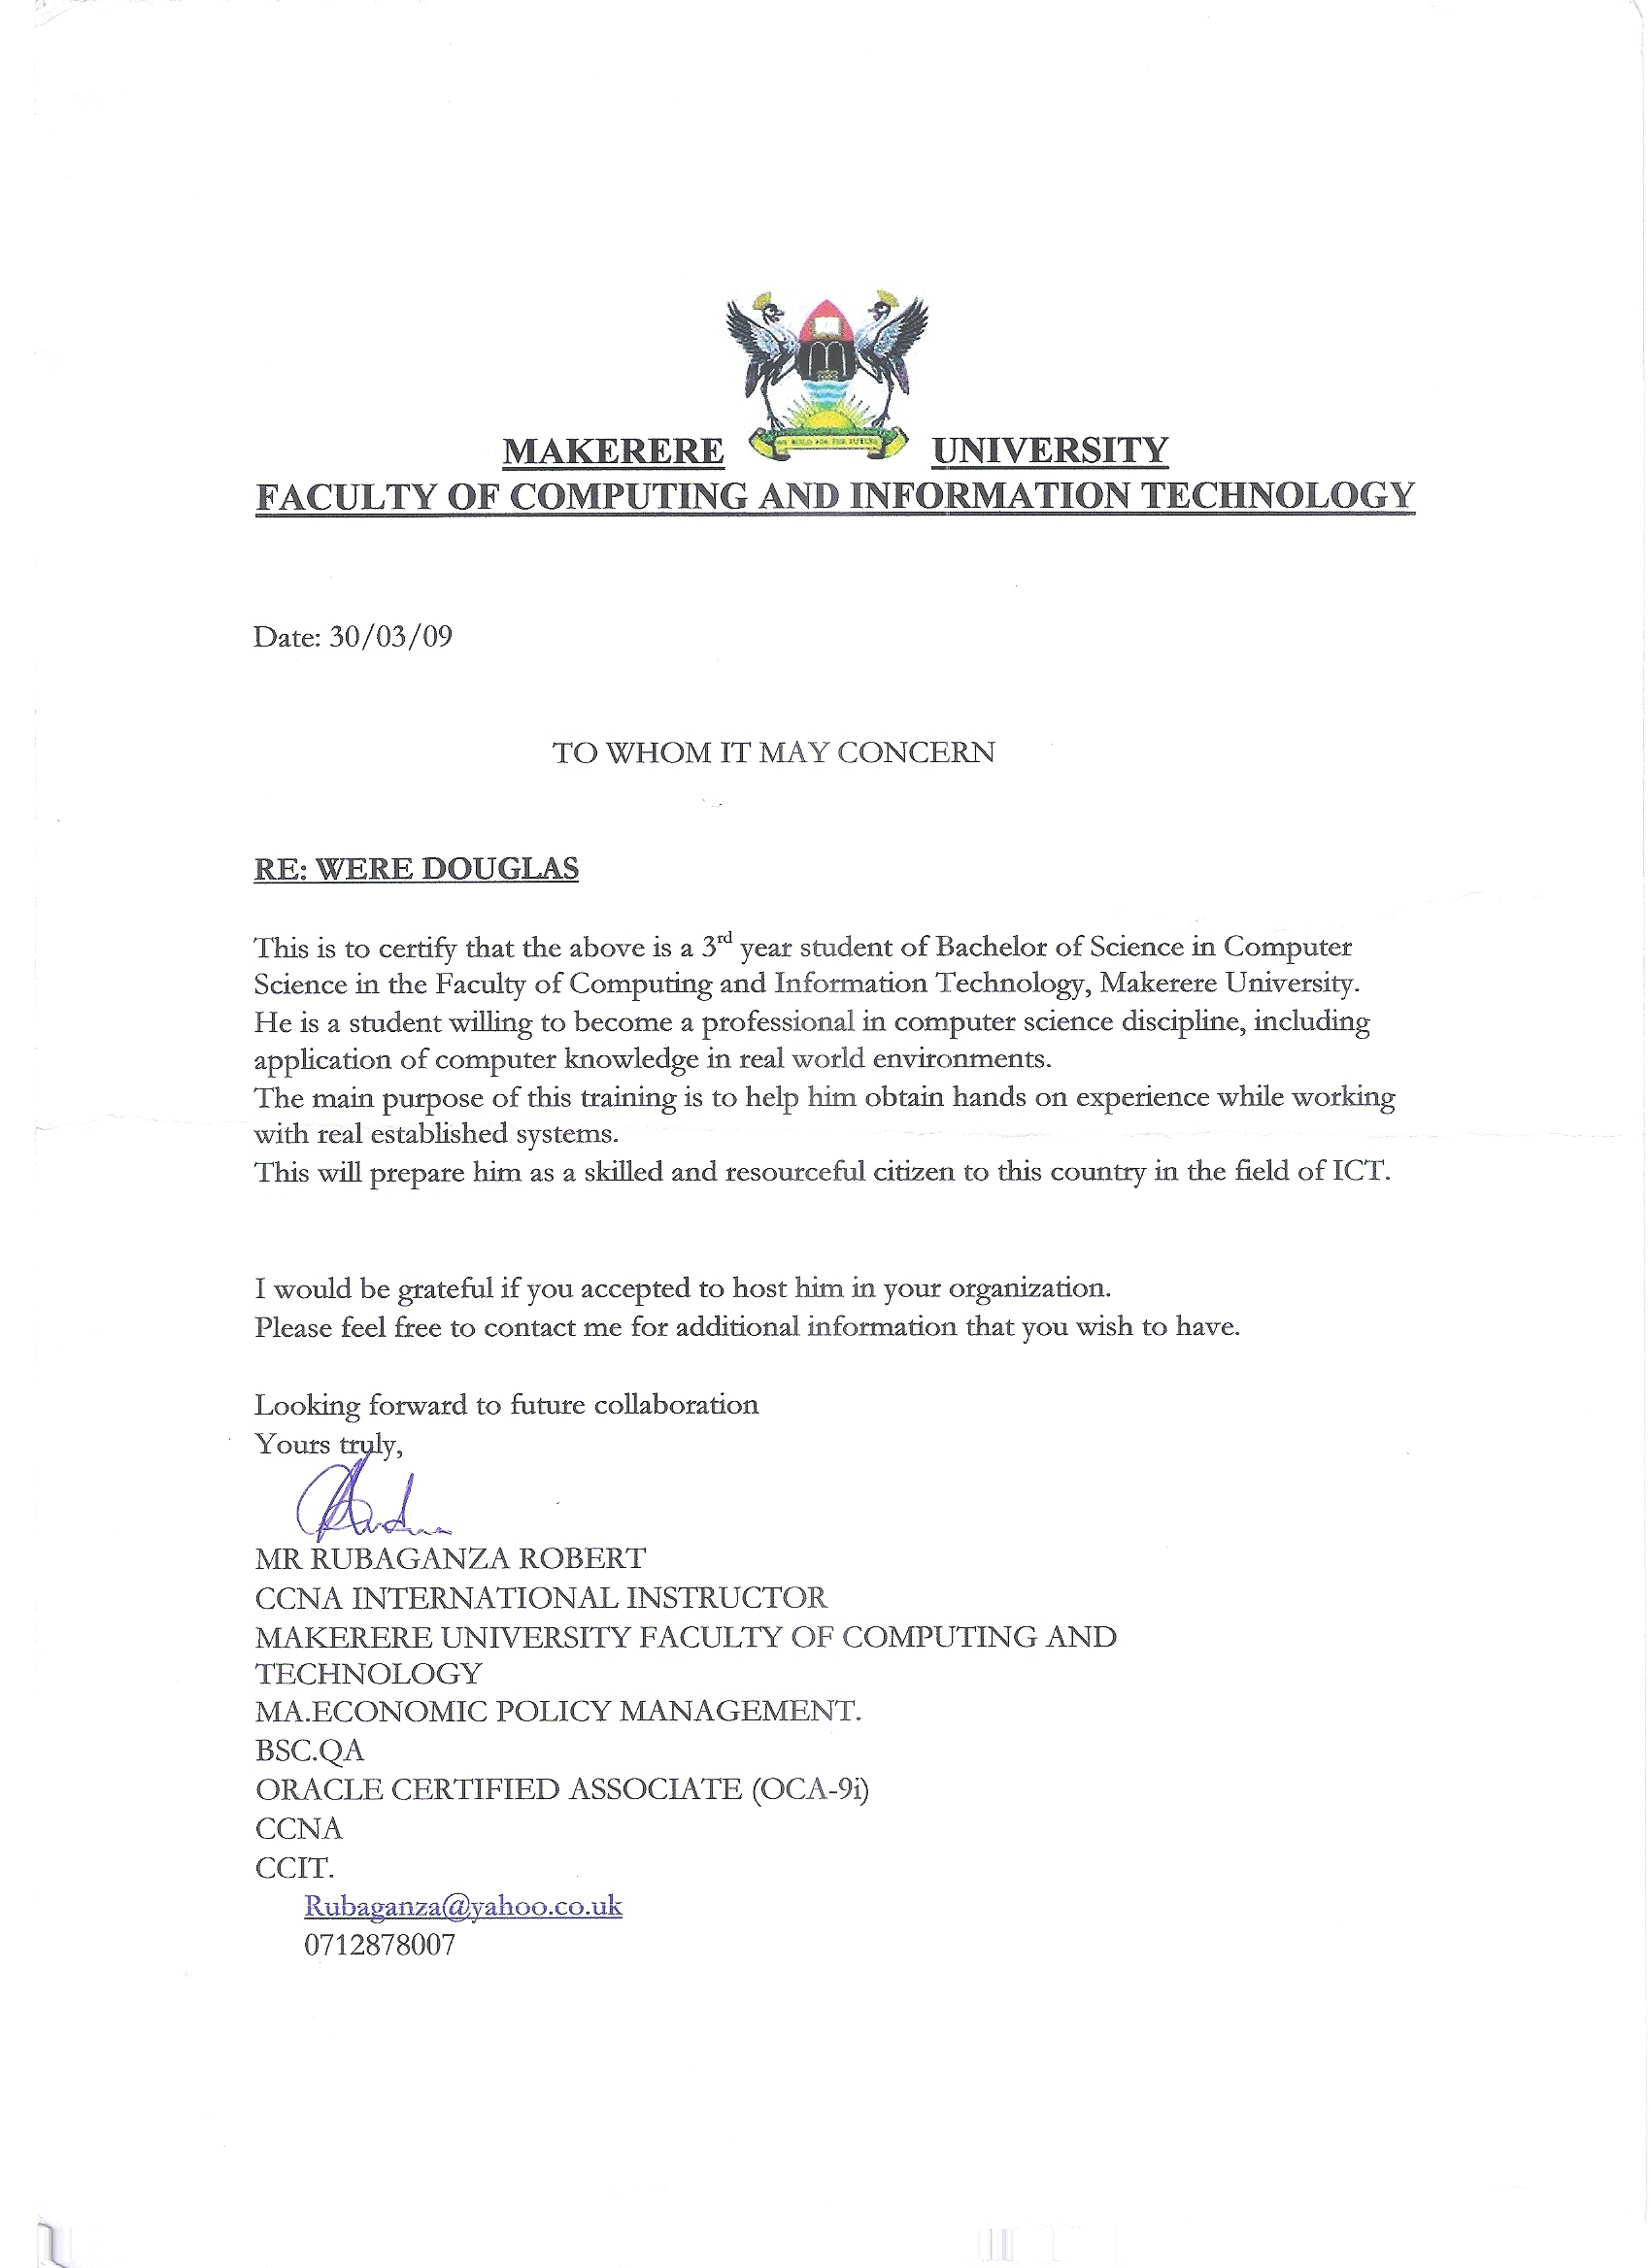 MAKERERE UNIVERSITY
WE BUILD FOR THE FUTURE
FACULTY OF COMPUTING AND INFORMATION TECHNOLOGY
Date: 30/03/09
TO WHOM IT MAY CONCERN
RE: WERE DOUGLAS
This is to certify that the above is a 3rd year student of Bachelor of Science in Computer
Science in the Faculty of Computing and Information Technology, Makerere University.
He is a student willing to become a professional in computer science discipline, including
application of computer knowledge in real world environments.
The main purpose of this training is to help him obtain hands on experience while working
with real established systems.
This will prepare him as a skilled and resourceful citizen to this country in the field of ICT.
I would be grateful if you accepted to host him in your organization.
Please feel free to contact me for additional information that you wish to have.
Looking forward to future collaboration
Yours truly,
MR RUBAGANZA ROBERT
CCNA INTERNATIONAL INSTRUCTOR
MAKERERE UNIVERSITY FACULTY OF COMPUTING AND
TECHNOLOGY
MA.ECONOMIC POLICY MANAGEMENT.
BSC.QA
ORACLE CERTIFIED ASSOCIATE (OCA-9i)
CCNA
CCIT.
Rubaganza@yahoo.co.uk
0712878007